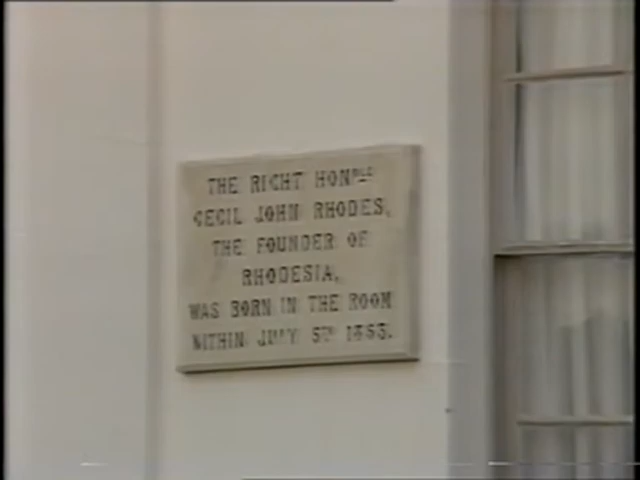 THE RIGHT HONBLE
CECIL JOHN RHODES,
THE FOUNDER OF
RHODESIA,
WAS BORN IN THE ROOM
WITHIN JULY 5TH 1853.